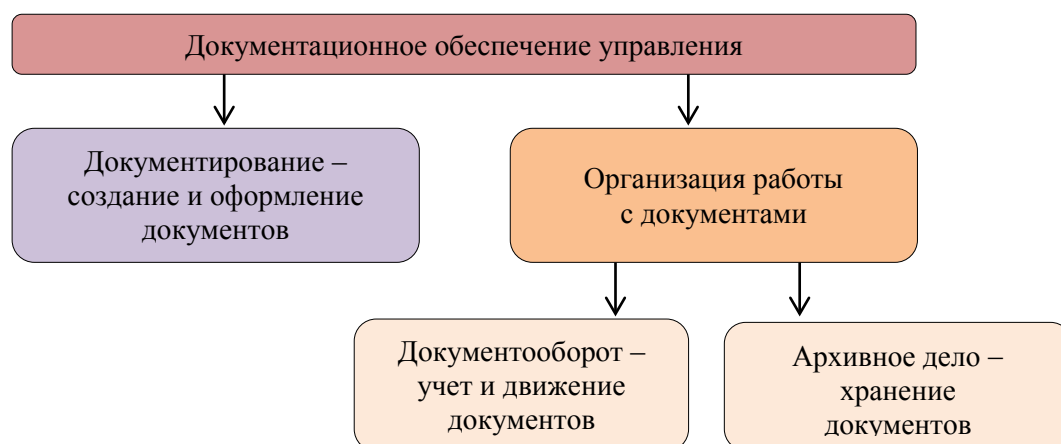 Документационное обеспечение управления
Документирование –
создание и оформление
документов
Организация работы
с документами
Документооборот –
учет и движение
документов
Архивное дело –
хранение
документов